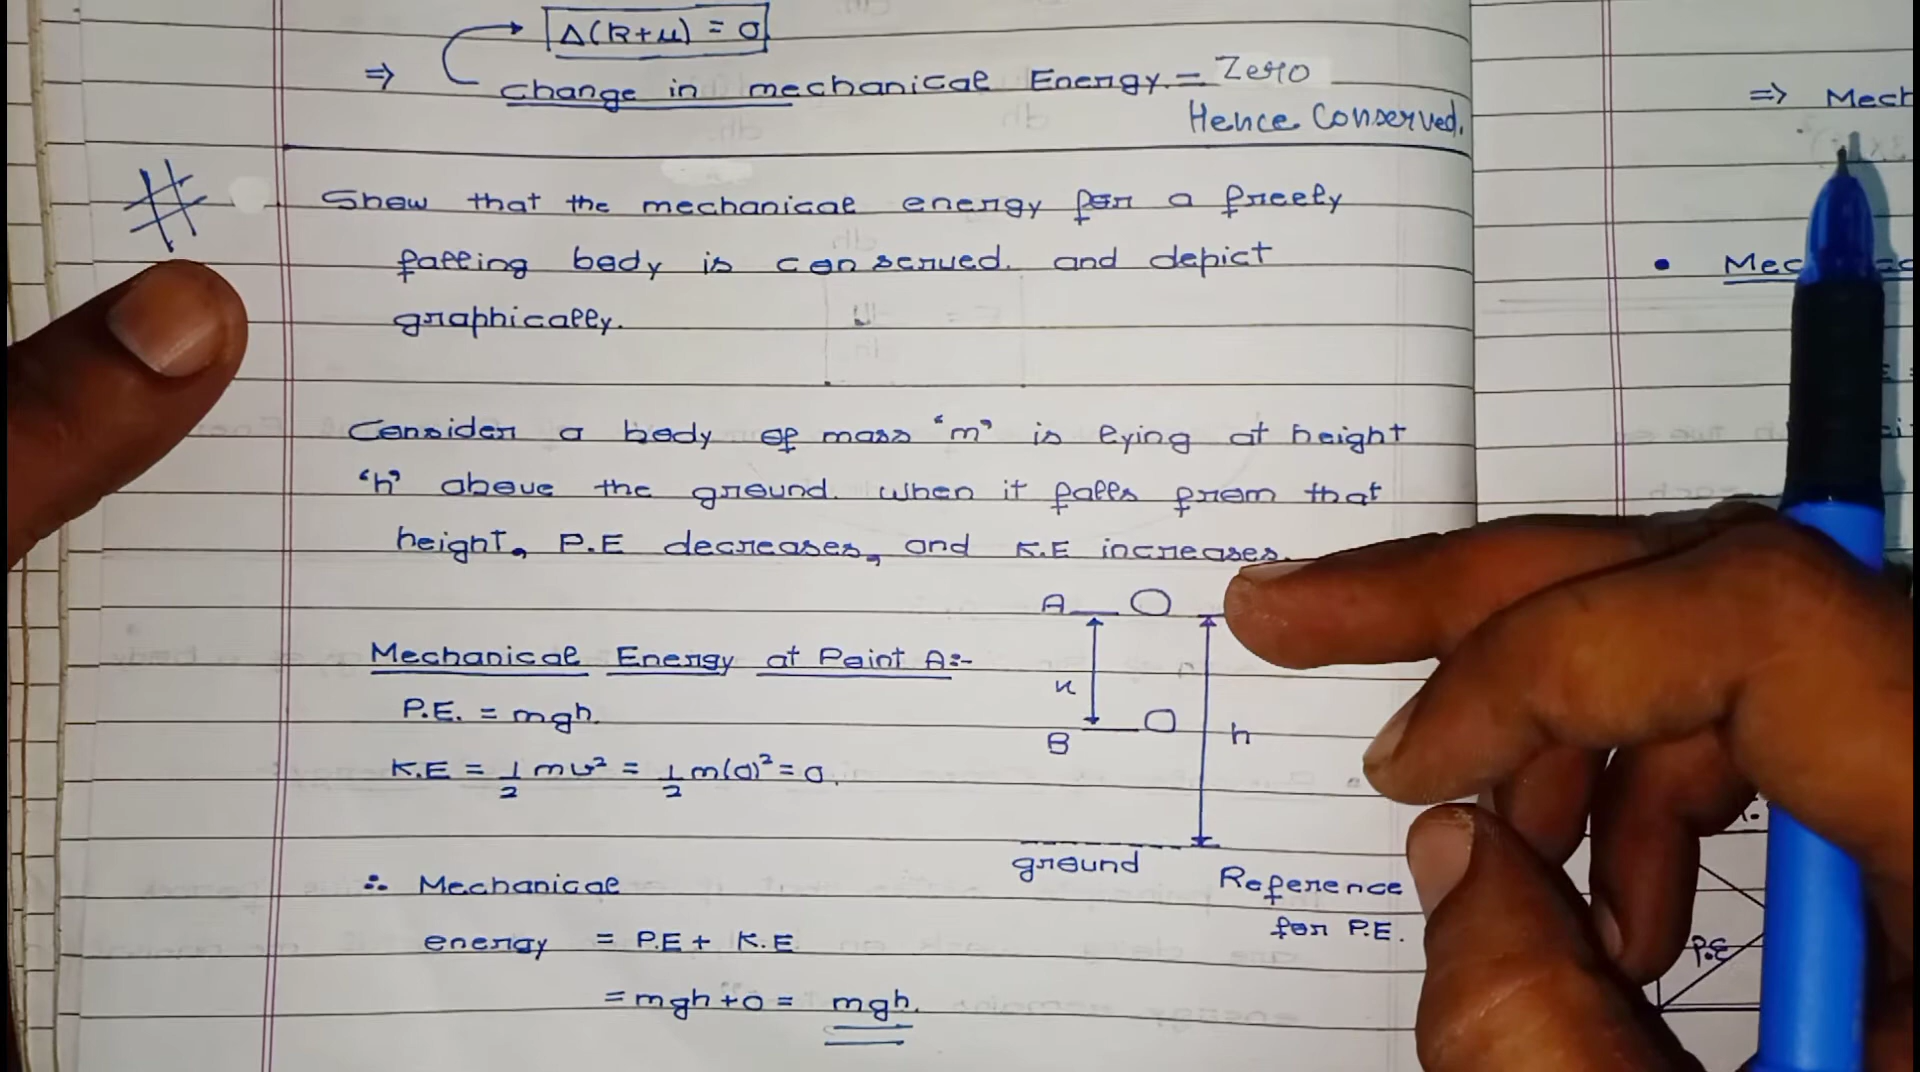 Δ(K+u) = 0
⇒ change in mechanical Energy. = Zero
Hence Conserved.
# Show that the mechanical energy for a freely
falling body is conserved. and depict
graphically.
Consider a body of mass 'm' is lying at height
'h' above the ground. When it falls from that
height, P.E decreases, and K.E increases.
A
Mechanical Energy at Point A:-
x
P.E. = mgh.
B
h
K.E = 1/2 mv² = 1/2 m(0)² = 0.
ground
∴ Mechanical
Reference
for P.E.
energy = P.E + K.E
= mgh + 0 = mgh.
⇒ Mech
• Mec
P.E